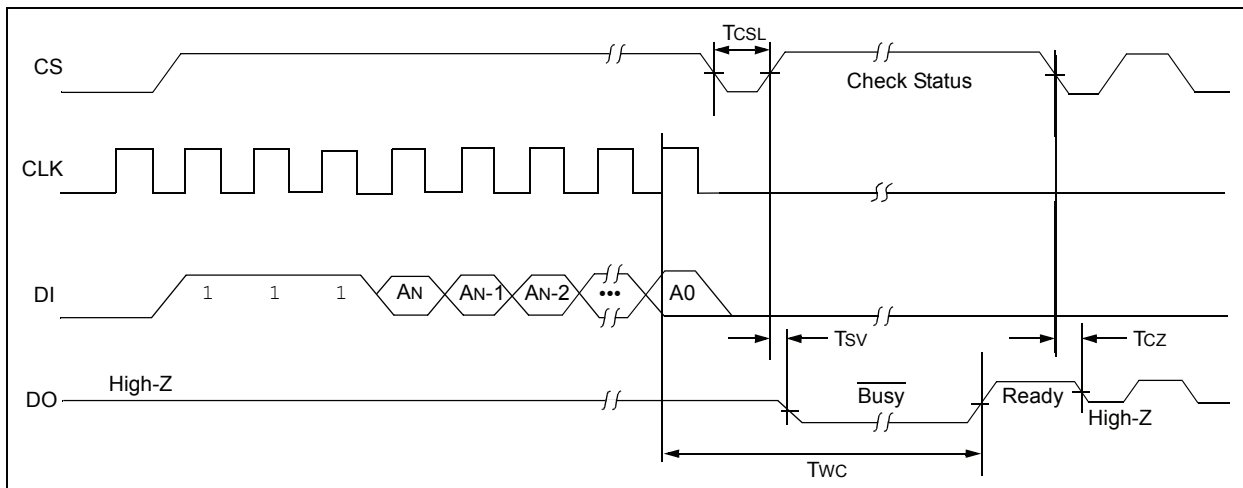 TCSL
CS
Check Status
CLK
DI
1 1 1 AN AN-1 AN-2 ••• A0
TSV
TCZ
High-Z
DO
Busy
Ready
High-Z
TWC